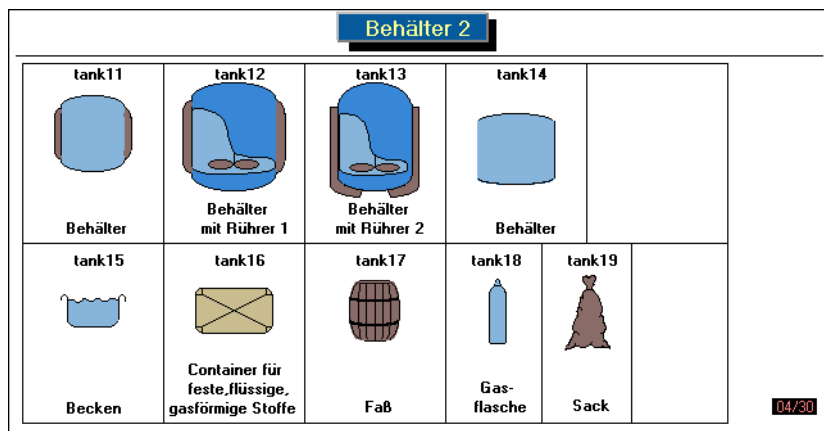 Behälter 2
tank11
tank12
tank13
tank14
Behälter
Behälter
mit Rührer 1
Behälter
mit Rührer 2
Behälter
tank15
tank16
tank17
tank18
tank19
Becken
Container für
feste,flüssige,
gasförmige Stoffe
Faß
Gas-
flasche
Sack
04/30